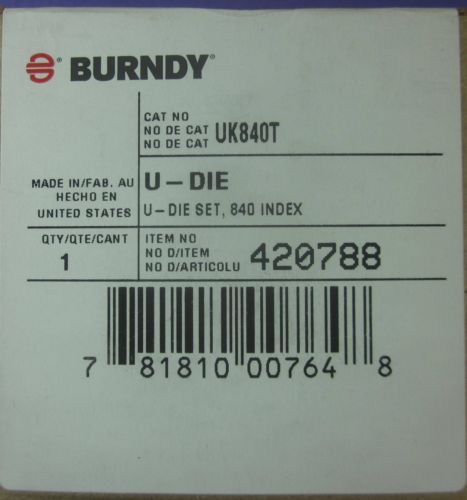 BURNDY®
CAT NO
NO DE CAT
NO DE CAT UK840T
MADE IN/FAB. AU
HECHO EN
UNITED STATES
U-DIE
U-DIE SET, 840 INDEX
QTY/QTE/CANT
1
ITEM NO
NO D/ITEM
NO D/ARTICOLU 420788
7 81810 00764 8